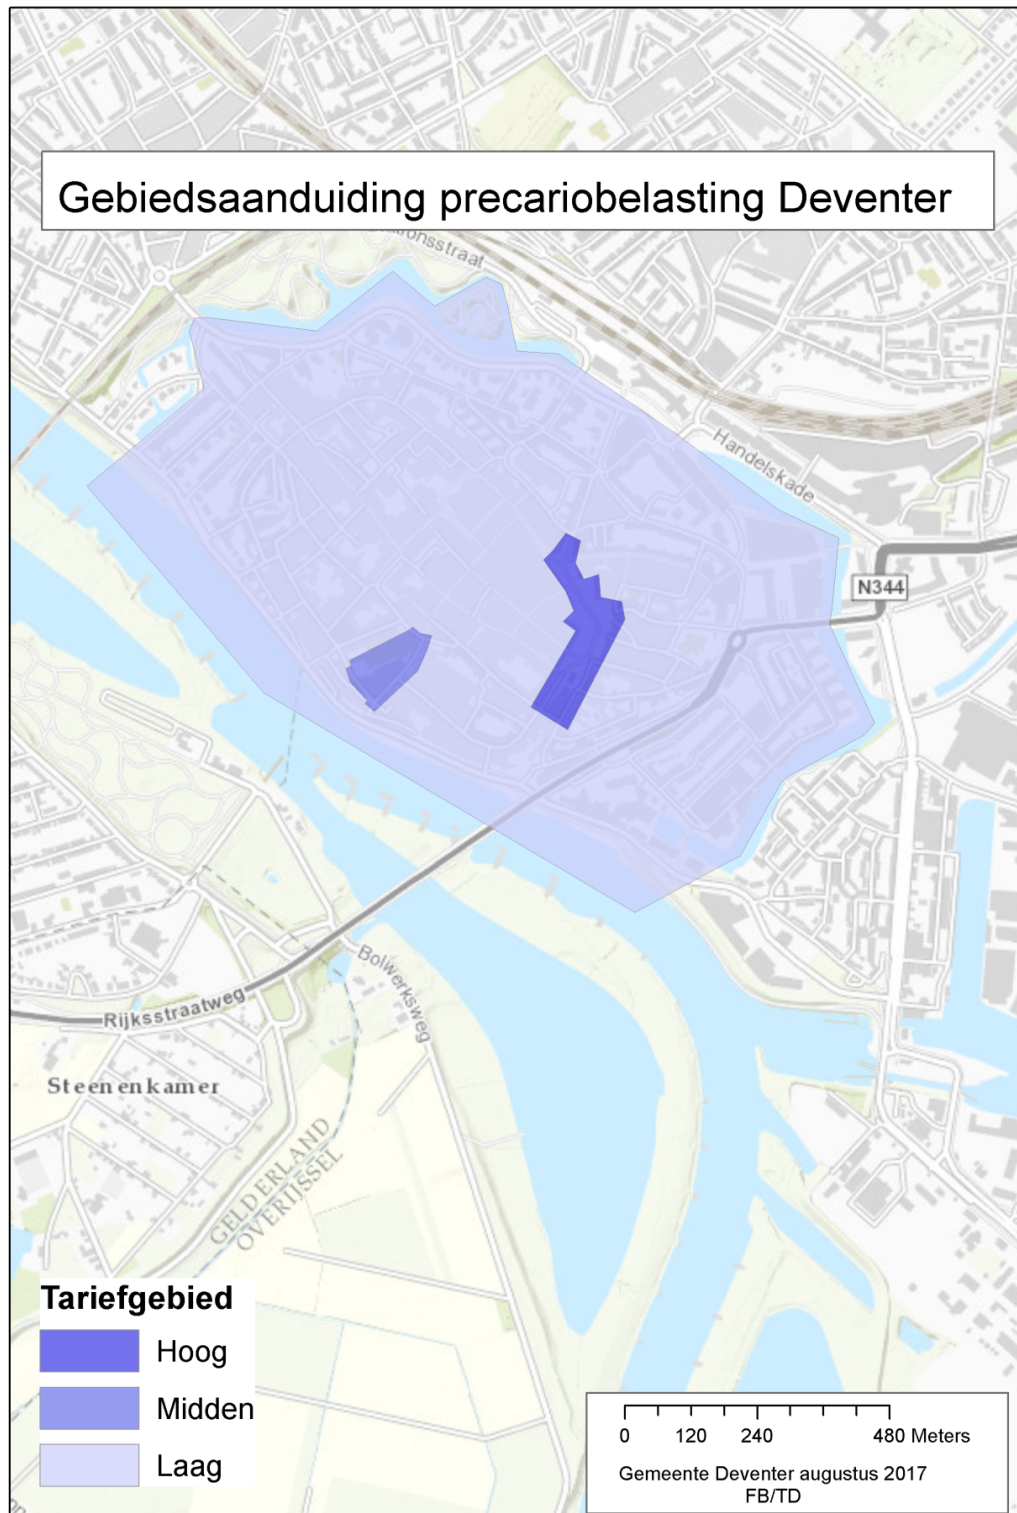 Gebiedsaanduiding precariobelasting Deventer
Handelskade
N344
Bolwerksweg
Rijksstraatweg
Steenenkamer
GELDERLAND
OVERIJSSEL
Tariefgebied
Hoog
Midden
Laag
0 120 240 480 Meters
Gemeente Deventer augustus 2017
FB/TD